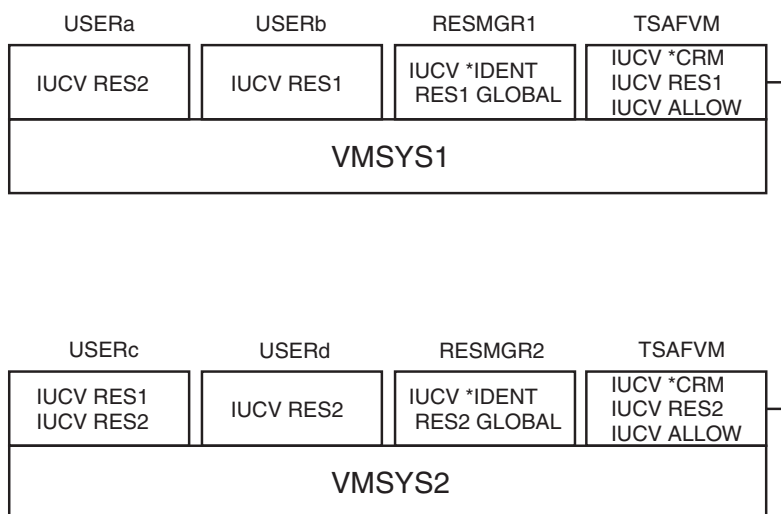 USERa USERb RESMGR1 TSAFVM
IUCV RES2
IUCV RES1
IUCV *IDENT
RES1 GLOBAL
IUCV *CRM
IUCV RES1
IUCV ALLOW
VMSYS1
USERc USERd RESMGR2 TSAFVM
IUCV RES1
IUCV RES2
IUCV RES2
IUCV *IDENT
RES2 GLOBAL
IUCV *CRM
IUCV RES2
IUCV ALLOW
VMSYS2